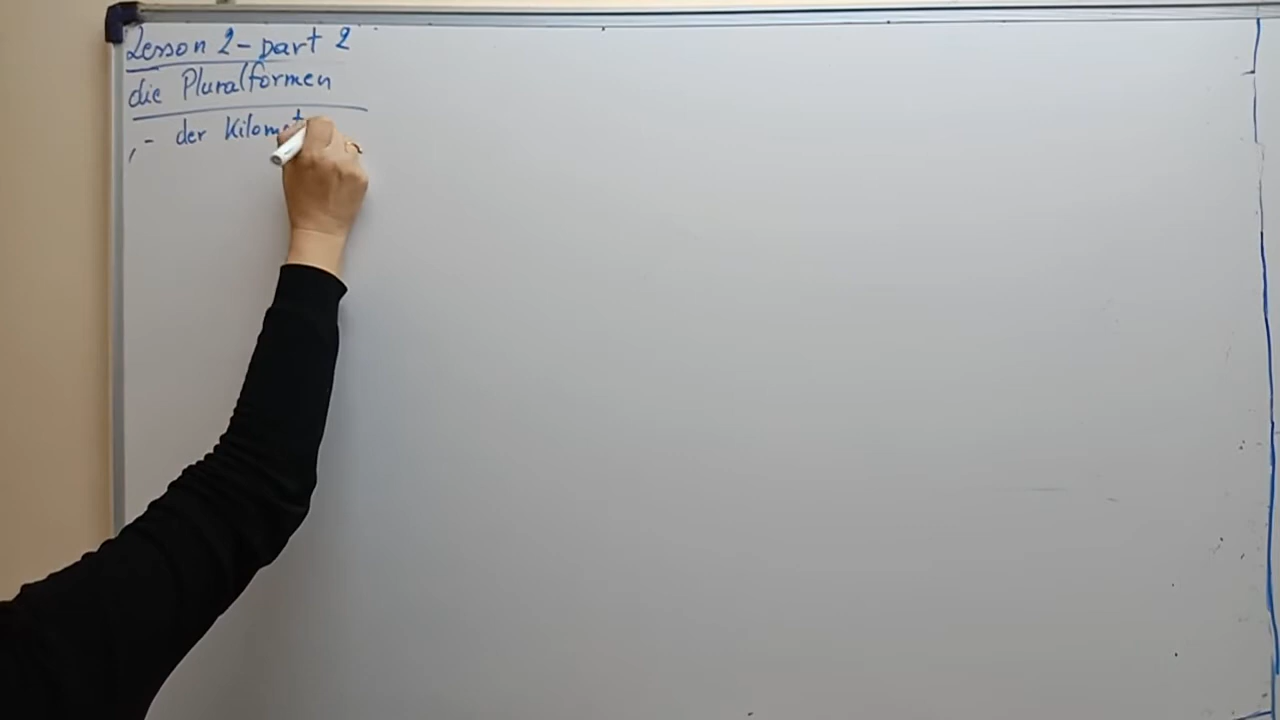 Lesson 2 - part 2
die Pluralformen
,- der Kilomet